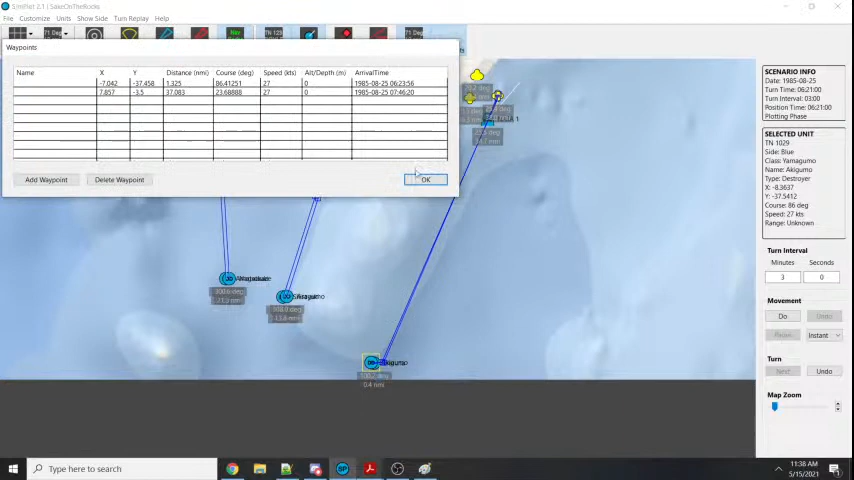 SimPlot 2.1 | SakeOnTheRocks
File Customize Units Show Side Turn Replay Help
Waypoints
Name X Y Distance (nmi) Course (deg) Speed (kts) Alt/Depth (m) ArrivalTime
-7.042 -37.458 1.325 86.41251 27 0 1985-08-25 06:23:56
7.857 -3.5 37.083 23.68888 27 0 1985-08-25 07:46:20
Add Waypoint Delete Waypoint OK
SCENARIO INFO
Date: 1985-08-25
Turn Time: 06:21:00
Turn Interval: 03:00
Position Time: 06:21:00
Plotting Phase
SELECTED UNIT
TN 1029
Side: Blue
Class: Yamagumo
Name: Akigumo
Type: Destroyer
X: -8.3637
Y: -37.5412
Course: 86 deg
Speed: 27 kts
Range: Unknown
Turn Interval
Minutes Seconds
3 0
Movement
Do Undo
Pause Instant
Turn
Next Undo
Map Zoom
0.4 nmi
Type here to search
11:38 AM
5/15/2021